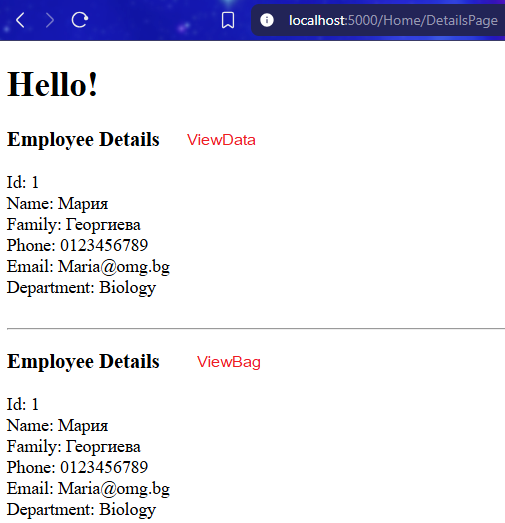 localhost:5000/Home/DetailsPage
Hello!
Employee Details ViewData
Id: 1
Name: Мария
Family: Георгиева
Phone: 0123456789
Email: Maria@omg.bg
Department: Biology
Employee Details ViewBag
Id: 1
Name: Мария
Family: Георгиева
Phone: 0123456789
Email: Maria@omg.bg
Department: Biology